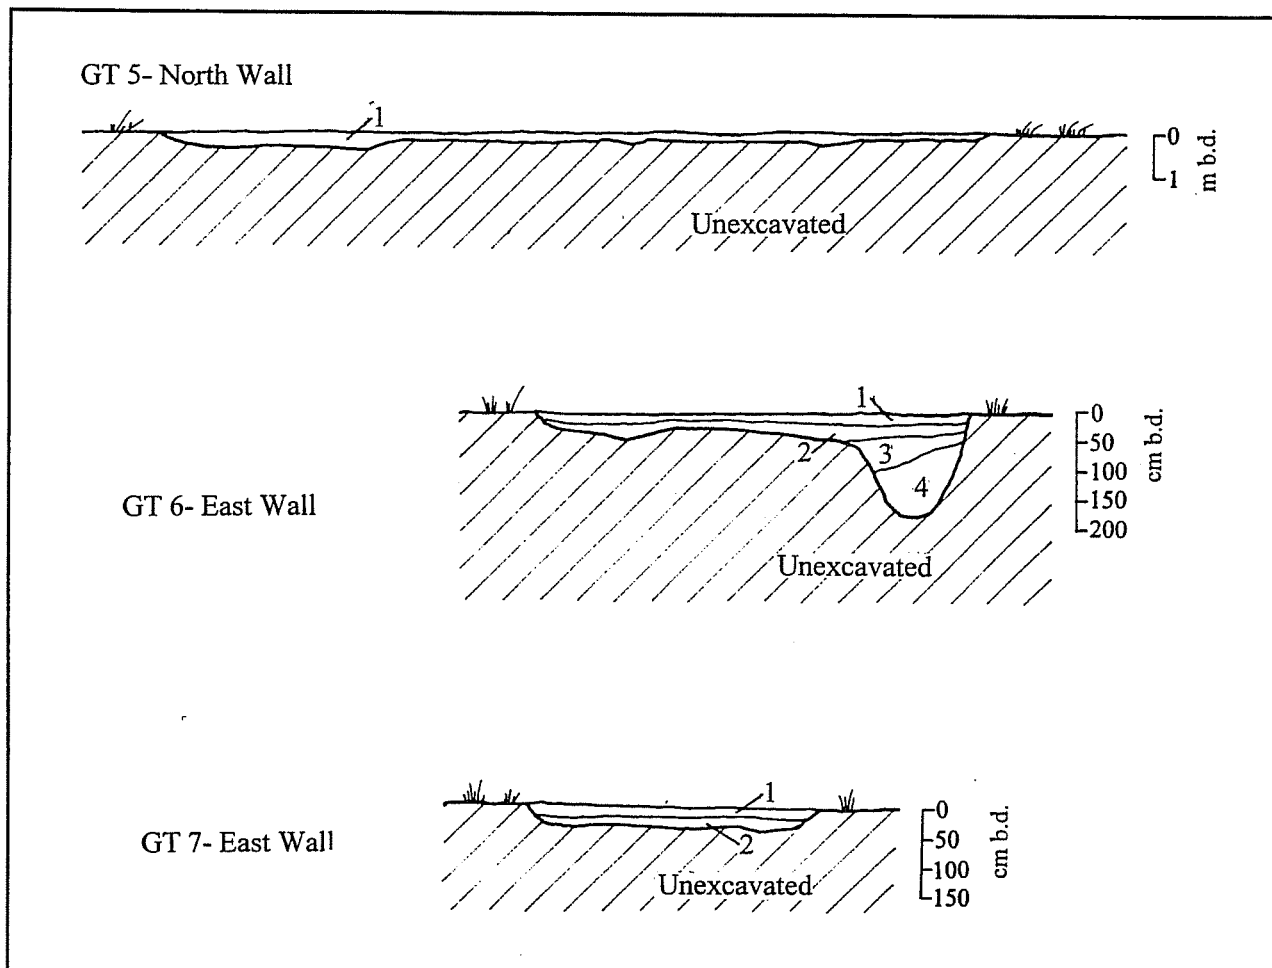 GT 5- North Wall
1
0
1
m b.d.
Unexcavated
1
0
50
100
150
200
cm b.d.
2
3
4
GT 6- East Wall
Unexcavated
1
0
50
100
150
cm b.d.
GT 7- East Wall
2
Unexcavated